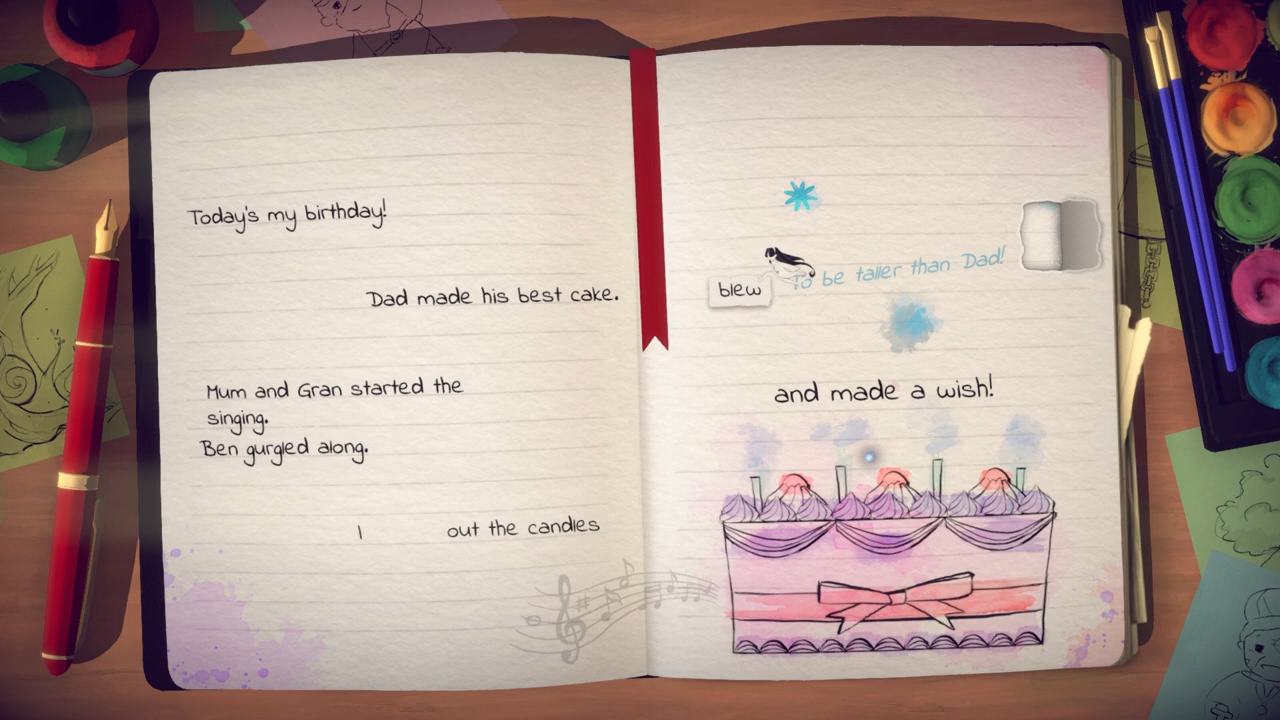 Today's my birthday!
Dad made his best cake.
Mum and Gran started the
singing.
Ben gurgled along.
I out the candles
blew
To be taller than Dad!
and made a wish!